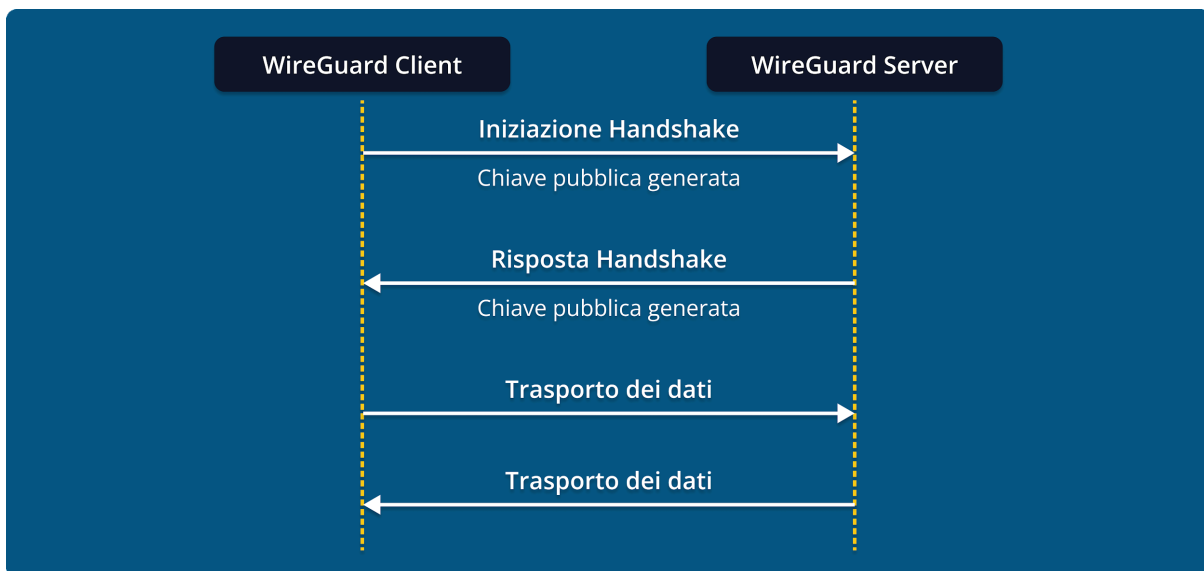 WireGuard Client
WireGuard Server
Iniziazione Handshake
Chiave pubblica generata
Risposta Handshake
Chiave pubblica generata
Trasporto dei dati
Trasporto dei dati